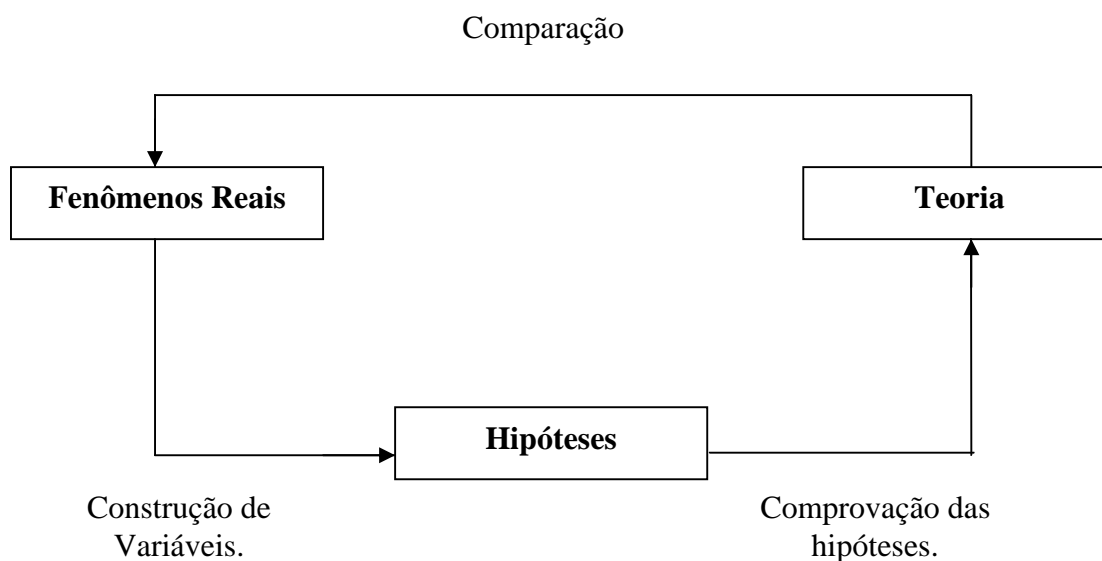 Comparação
Fenômenos Reais
Teoria
Hipóteses
Construção de
Variáveis.
Comprovação das
hipóteses.